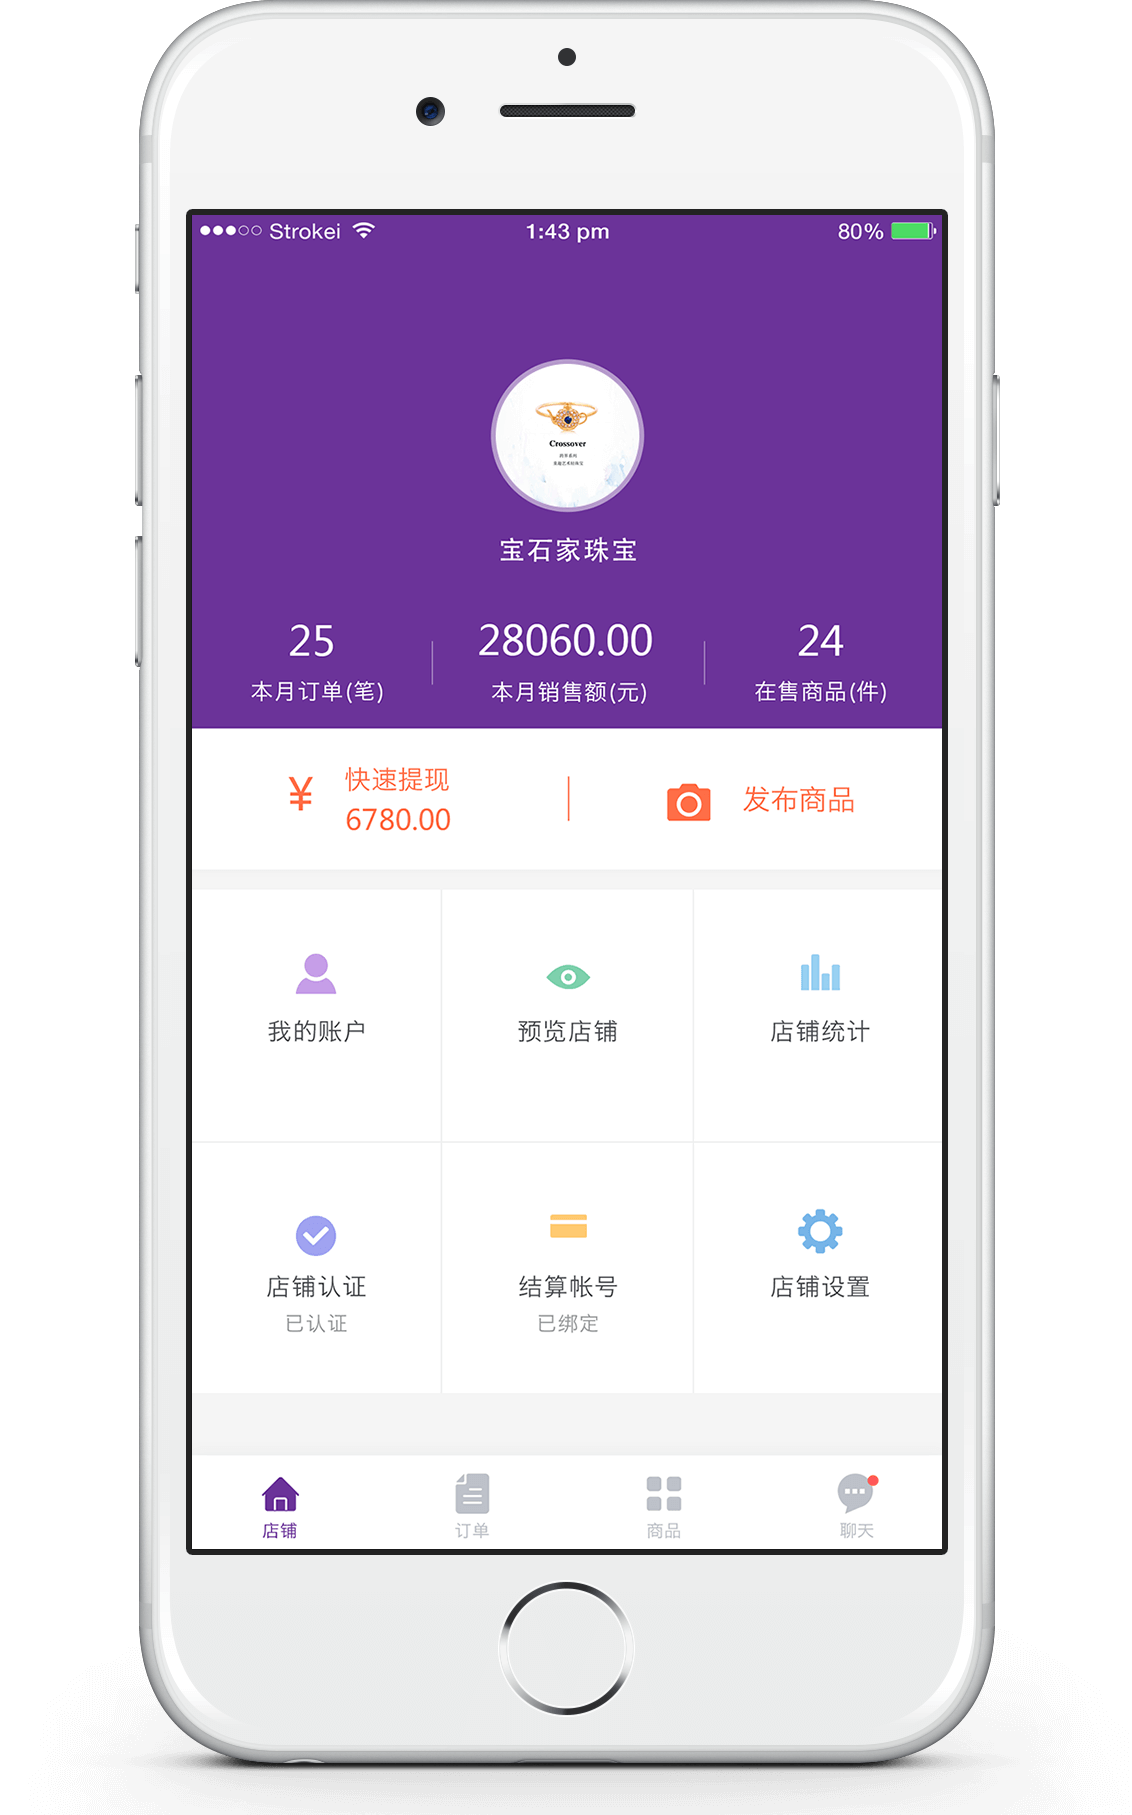 Strokei
1:43 pm
80%
Crossover
宝石家珠宝
25
28060.00
24
本月订单(笔)
本月销售额(元)
在售商品(件)
¥
快速提现
6780.00
发布商品
我的账户
预览店铺
店铺统计
店铺认证
结算帐号
店铺设置
已认证
已绑定
店铺
订单
商品
聊天